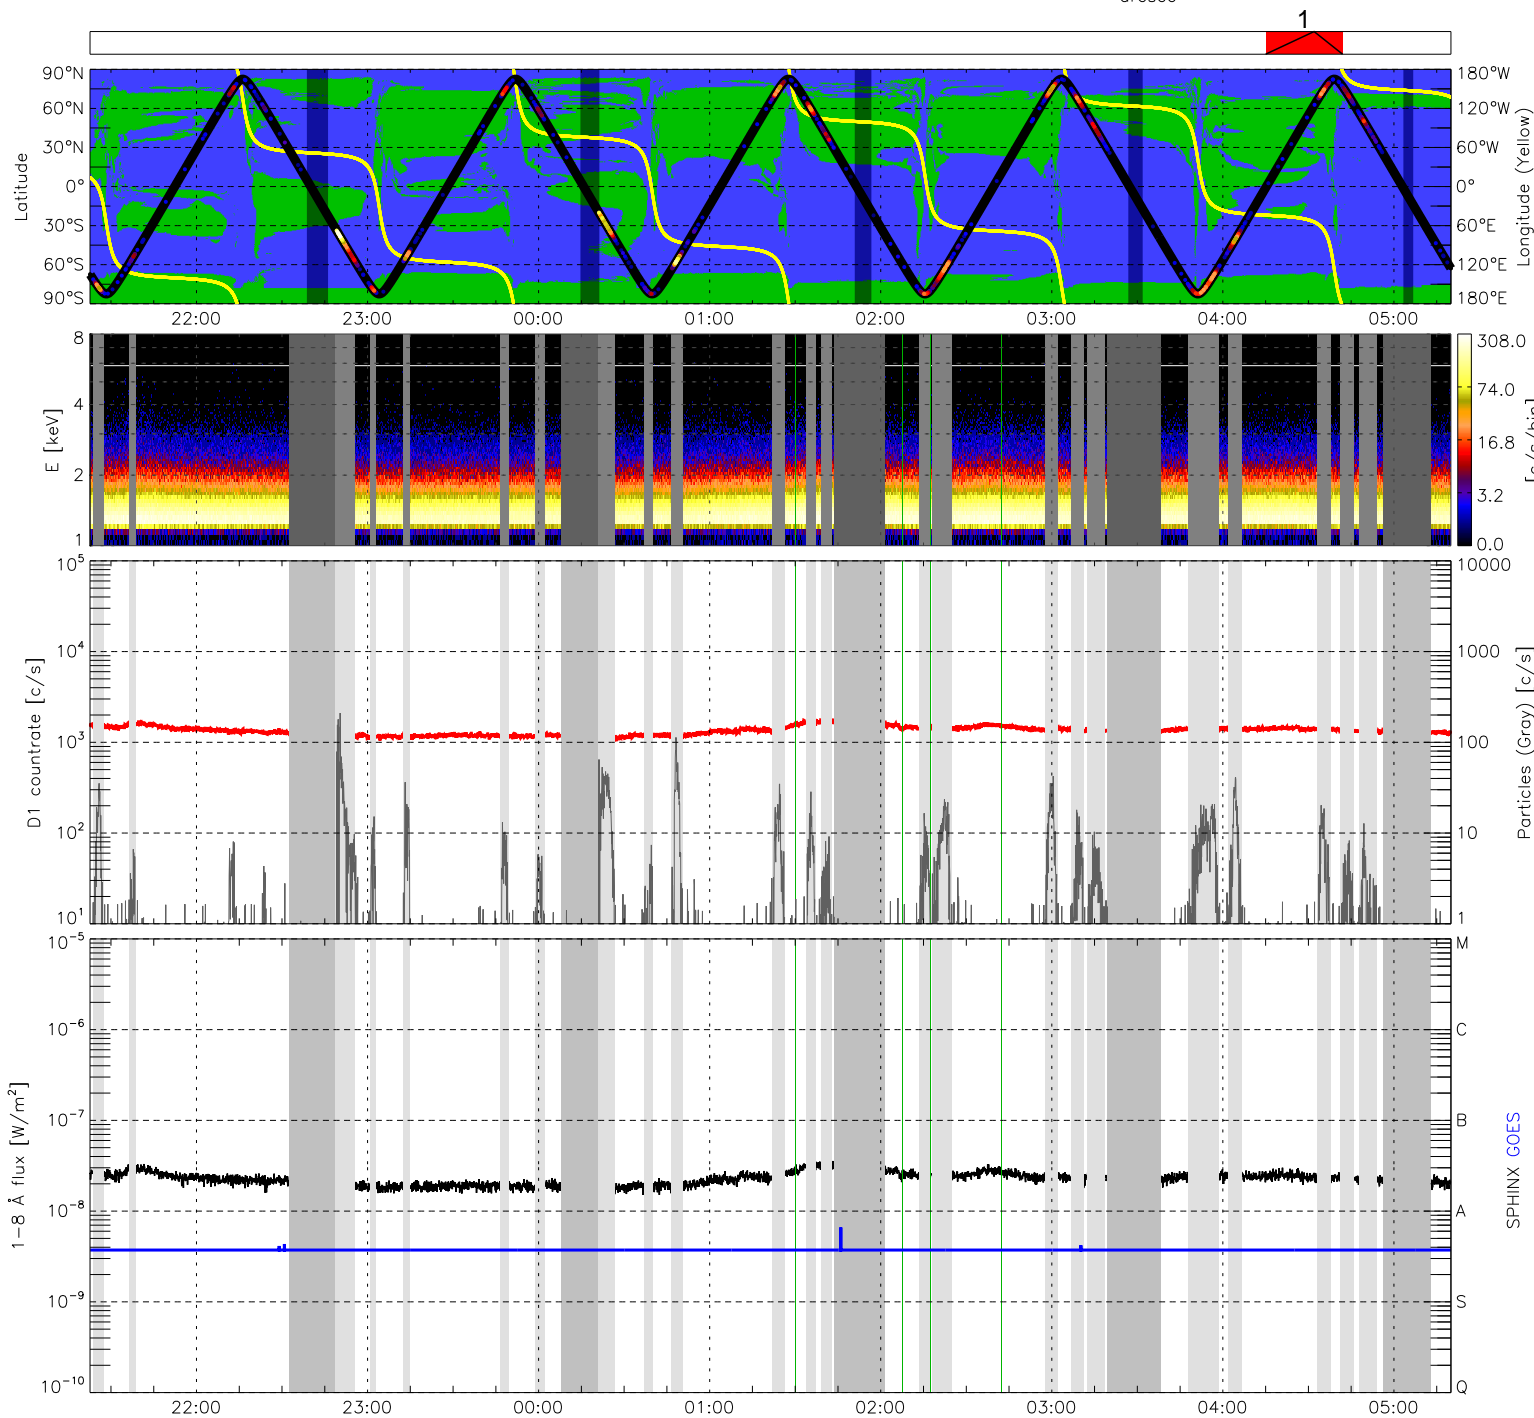 1
90°N
60°N
30°N
0°
30°S
60°S
90°S
Latitude
180°W
120°W
60°W
0°
60°E
120°E
180°E
Longitude (Yellow)
22:00 23:00 00:00 01:00 02:00 03:00 04:00 05:00
8
4
2
1
E [keV]
308.0
74.0
16.8
3.2
0.0
10⁵
10⁴
10³
10²
10¹
D1 countrate [c/s]
10000
1000
100
10
1
Particles (Gray) [c/s]
10⁻⁵
10⁻⁶
10⁻⁷
10⁻⁸
10⁻⁹
10⁻¹⁰
1−8 Å flux [W/m²]
M
C
B
A
S
Q
SPHINX GOES
22:00 23:00 00:00 01:00 02:00 03:00 04:00 05:00